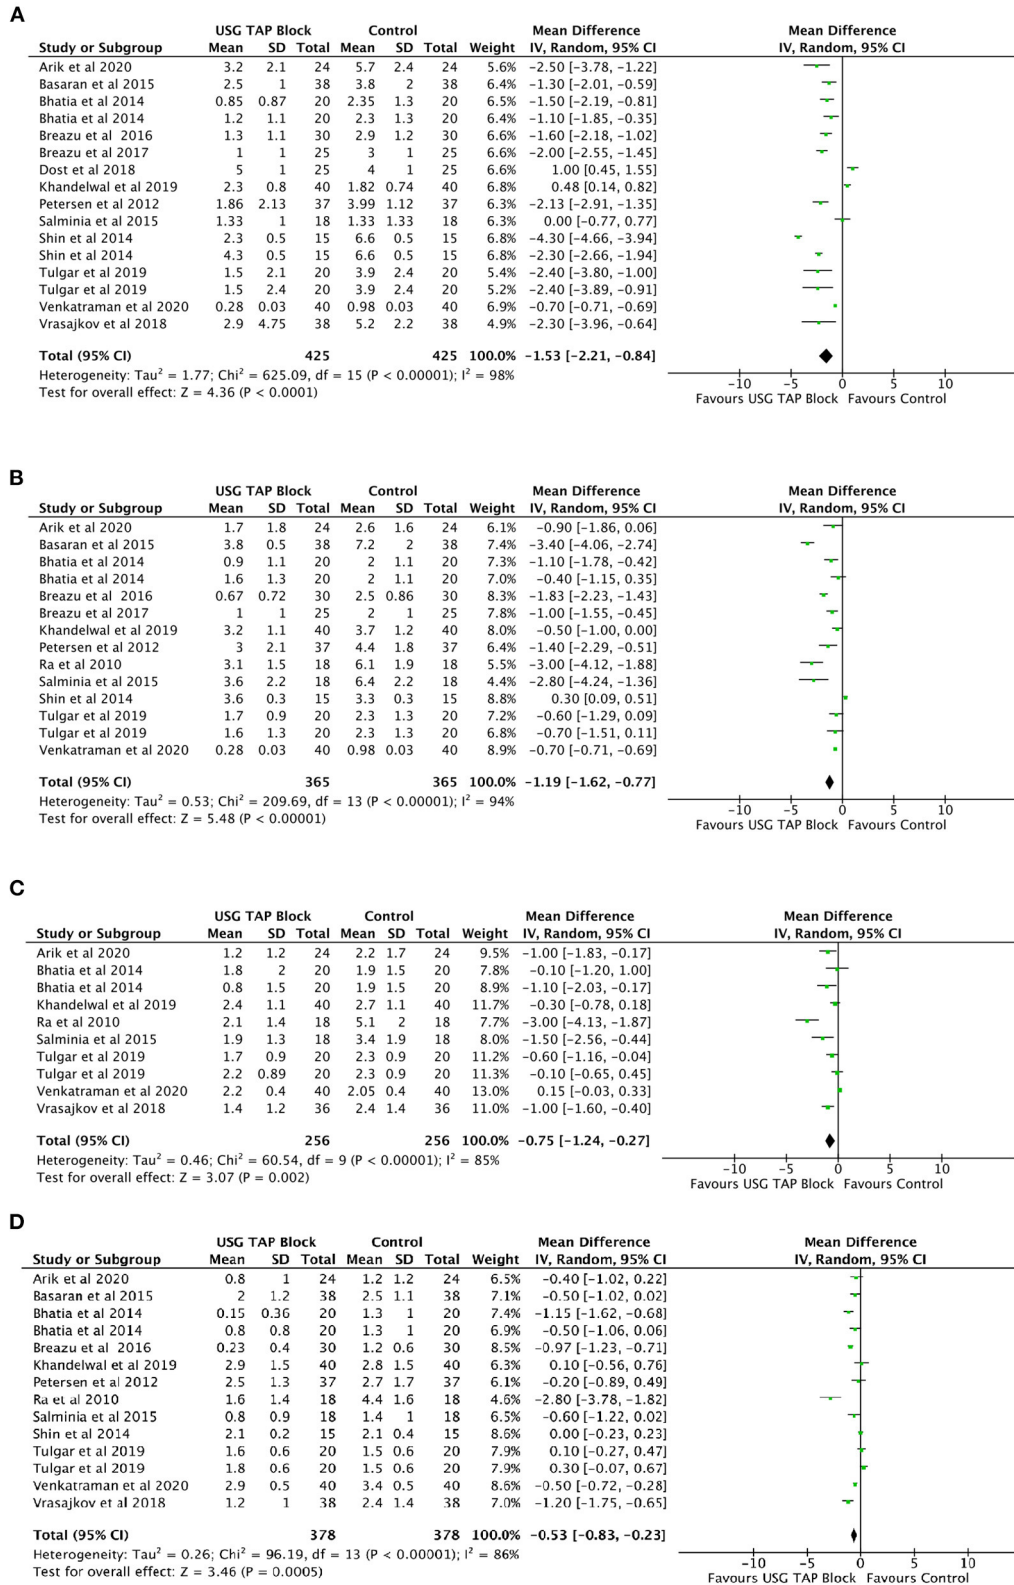 A
USG TAP Block Control Mean Difference Mean Difference
Study or Subgroup Mean SD Total Mean SD Total Weight IV, Random, 95% CI IV, Random, 95% CI
Arik et al 2020 3.2 2.1 24 5.7 2.4 24 5.6% −2.50 [−3.78, −1.22]
Basaran et al 2015 2.5 1 38 3.8 2 38 6.4% −1.30 [−2.01, −0.59]
Bhatia et al 2014 0.85 0.87 20 2.35 1.3 20 6.4% −1.50 [−2.19, −0.81]
Bhatia et al 2014 1.2 1.1 20 2.3 1.3 20 6.4% −1.10 [−1.85, −0.35]
Breazu et al 2016 1.3 1.1 30 2.9 1.2 30 6.6% −1.60 [−2.18, −1.02]
Breazu et al 2017 1 1 25 3 1 25 6.6% −2.00 [−2.55, −1.45]
Dost et al 2018 5 1 25 4 1 25 6.6% 1.00 [0.45, 1.55]
Khandelwal et al 2019 2.3 0.8 40 1.82 0.74 40 6.8% 0.48 [0.14, 0.82]
Petersen et al 2012 1.86 2.13 37 3.99 1.12 37 6.3% −2.13 [−2.91, −1.35]
Salminia et al 2015 1.33 1 18 1.33 1.33 18 6.3% 0.00 [−0.77, 0.77]
Shin et al 2014 2.3 0.5 15 6.6 0.5 15 6.8% −4.30 [−4.66, −3.94]
Shin et al 2014 4.3 0.5 15 6.6 0.5 15 6.8% −2.30 [−2.66, −1.94]
Tulgar et al 2019 1.5 2.1 20 3.9 2.4 20 5.4% −2.40 [−3.80, −1.00]
Tulgar et al 2019 1.5 2.4 20 3.9 2.4 20 5.2% −2.40 [−3.89, −0.91]
Venkatraman et al 2020 0.28 0.03 40 0.98 0.03 40 6.9% −0.70 [−0.71, −0.69]
Vrasajkov et al 2018 2.9 4.75 38 5.2 2.2 38 4.9% −2.30 [−3.96, −0.64]
Total (95% CI) 425 425 100.0% −1.53 [−2.21, −0.84]
Heterogeneity: Tau² = 1.77; Chi² = 625.09, df = 15 (P < 0.00001); I² = 98%
Test for overall effect: Z = 4.36 (P < 0.0001)
−10 −5 0 5 10
Favours USG TAP Block Favours Control
B
USG TAP Block Control Mean Difference Mean Difference
Study or Subgroup Mean SD Total Mean SD Total Weight IV, Random, 95% CI IV, Random, 95% CI
Arik et al 2020 1.7 1.8 24 2.6 1.6 24 6.1% −0.90 [−1.86, 0.06]
Basaran et al 2015 3.8 0.5 38 7.2 2 38 7.4% −3.40 [−4.06, −2.74]
Bhatia et al 2014 0.9 1.1 20 2 1.1 20 7.3% −1.10 [−1.78, −0.42]
Bhatia et al 2014 1.6 1.3 20 2 1.1 20 7.0% −0.40 [−1.15, 0.35]
Breazu et al 2016 0.67 0.72 30 2.5 0.86 30 8.3% −1.83 [−2.23, −1.43]
Breazu et al 2017 1 1 25 2 1 25 7.8% −1.00 [−1.55, −0.45]
Khandelwal et al 2019 3.2 1.1 40 3.7 1.2 40 8.0% −0.50 [−1.00, 0.00]
Petersen et al 2012 3 2.1 37 4.4 1.8 37 6.4% −1.40 [−2.29, −0.51]
Ra et al 2010 3.1 1.5 18 6.1 1.9 18 5.5% −3.00 [−4.12, −1.88]
Salminia et al 2015 3.6 2.2 18 6.4 2.2 18 4.4% −2.80 [−4.24, −1.36]
Shin et al 2014 3.6 0.3 15 3.3 0.3 15 8.8% 0.30 [0.09, 0.51]
Tulgar et al 2019 1.7 0.9 20 2.3 1.3 20 7.2% −0.60 [−1.29, 0.09]
Tulgar et al 2019 1.6 1.3 20 2.3 1.3 20 6.8% −0.70 [−1.51, 0.11]
Venkatraman et al 2020 0.28 0.03 40 0.98 0.03 40 8.9% −0.70 [−0.71, −0.69]
Total (95% CI) 365 365 100.0% −1.19 [−1.62, −0.77]
Heterogeneity: Tau² = 0.53; Chi² = 209.69, df = 13 (P < 0.00001); I² = 94%
Test for overall effect: Z = 5.48 (P < 0.00001)
−10 −5 0 5 10
Favours USG TAP Block Favours Control
C
USG TAP Block Control Mean Difference Mean Difference
Study or Subgroup Mean SD Total Mean SD Total Weight IV, Random, 95% CI IV, Random, 95% CI
Arik et al 2020 1.2 1.2 24 2.2 1.7 24 9.5% −1.00 [−1.83, −0.17]
Bhatia et al 2014 1.8 2 20 1.9 1.5 20 7.8% −0.10 [−1.20, 1.00]
Bhatia et al 2014 0.8 1.5 20 1.9 1.5 20 8.9% −1.10 [−2.03, −0.17]
Khandelwal et al 2019 2.4 1.1 40 2.7 1.1 40 11.7% −0.30 [−0.78, 0.18]
Ra et al 2010 2.1 1.4 18 5.1 2 18 7.7% −3.00 [−4.13, −1.87]
Salminia et al 2015 1.9 1.3 18 3.4 1.9 18 8.0% −1.50 [−2.56, −0.44]
Tulgar et al 2019 1.7 0.9 20 2.3 0.9 20 11.2% −0.60 [−1.16, −0.04]
Tulgar et al 2019 2.2 0.89 20 2.3 0.9 20 11.3% −0.10 [−0.65, 0.45]
Venkatraman et al 2020 2.2 0.4 40 2.05 0.4 40 13.0% 0.15 [−0.03, 0.33]
Vrasajkov et al 2018 1.4 1.2 36 2.4 1.4 36 11.0% −1.00 [−1.60, −0.40]
Total (95% CI) 256 256 100.0% −0.75 [−1.24, −0.27]
Heterogeneity: Tau² = 0.46; Chi² = 60.54, df = 9 (P < 0.00001); I² = 85%
Test for overall effect: Z = 3.07 (P = 0.002)
−10 −5 0 5 10
Favours USG TAP Block Favours Control
D
USG TAP Block Control Mean Difference Mean Difference
Study or Subgroup Mean SD Total Mean SD Total Weight IV, Random, 95% CI IV, Random, 95% CI
Arik et al 2020 0.8 1 24 1.2 1.2 24 6.5% −0.40 [−1.02, 0.22]
Basaran et al 2015 2 1.2 38 2.5 1.1 38 7.1% −0.50 [−1.02, 0.02]
Bhatia et al 2014 0.15 0.36 20 1.3 1 20 7.4% −1.15 [−1.62, −0.68]
Bhatia et al 2014 0.8 0.8 20 1.3 1 20 6.9% −0.50 [−1.06, 0.06]
Breazu et al 2016 0.23 0.4 30 1.2 0.6 30 8.5% −0.97 [−1.23, −0.71]
Khandelwal et al 2019 2.9 1.5 40 2.8 1.5 40 6.3% 0.10 [−0.56, 0.76]
Petersen et al 2012 2.5 1.3 37 2.7 1.7 37 6.1% −0.20 [−0.89, 0.49]
Ra et al 2010 1.6 1.4 18 4.4 1.6 18 4.6% −2.80 [−3.78, −1.82]
Salminia et al 2015 0.8 0.9 18 1.4 1 18 6.5% −0.60 [−1.22, 0.02]
Shin et al 2014 2.1 0.2 15 2.1 0.4 15 8.6% 0.00 [−0.23, 0.23]
Tulgar et al 2019 1.6 0.6 20 1.5 0.6 20 7.9% 0.10 [−0.27, 0.47]
Tulgar et al 2019 1.8 0.6 20 1.5 0.6 20 7.9% 0.30 [−0.07, 0.67]
Venkatraman et al 2020 2.9 0.5 40 3.4 0.5 40 8.6% −0.50 [−0.72, −0.28]
Vrasajkov et al 2018 1.2 1 38 2.4 1.4 38 7.0% −1.20 [−1.75, −0.65]
Total (95% CI) 378 378 100.0% −0.53 [−0.83, −0.23]
Heterogeneity: Tau² = 0.26; Chi² = 96.19, df = 13 (P < 0.00001); I² = 86%
Test for overall effect: Z = 3.46 (P = 0.0005)
−10 −5 0 5 10
Favours USG TAP Block Favours Control